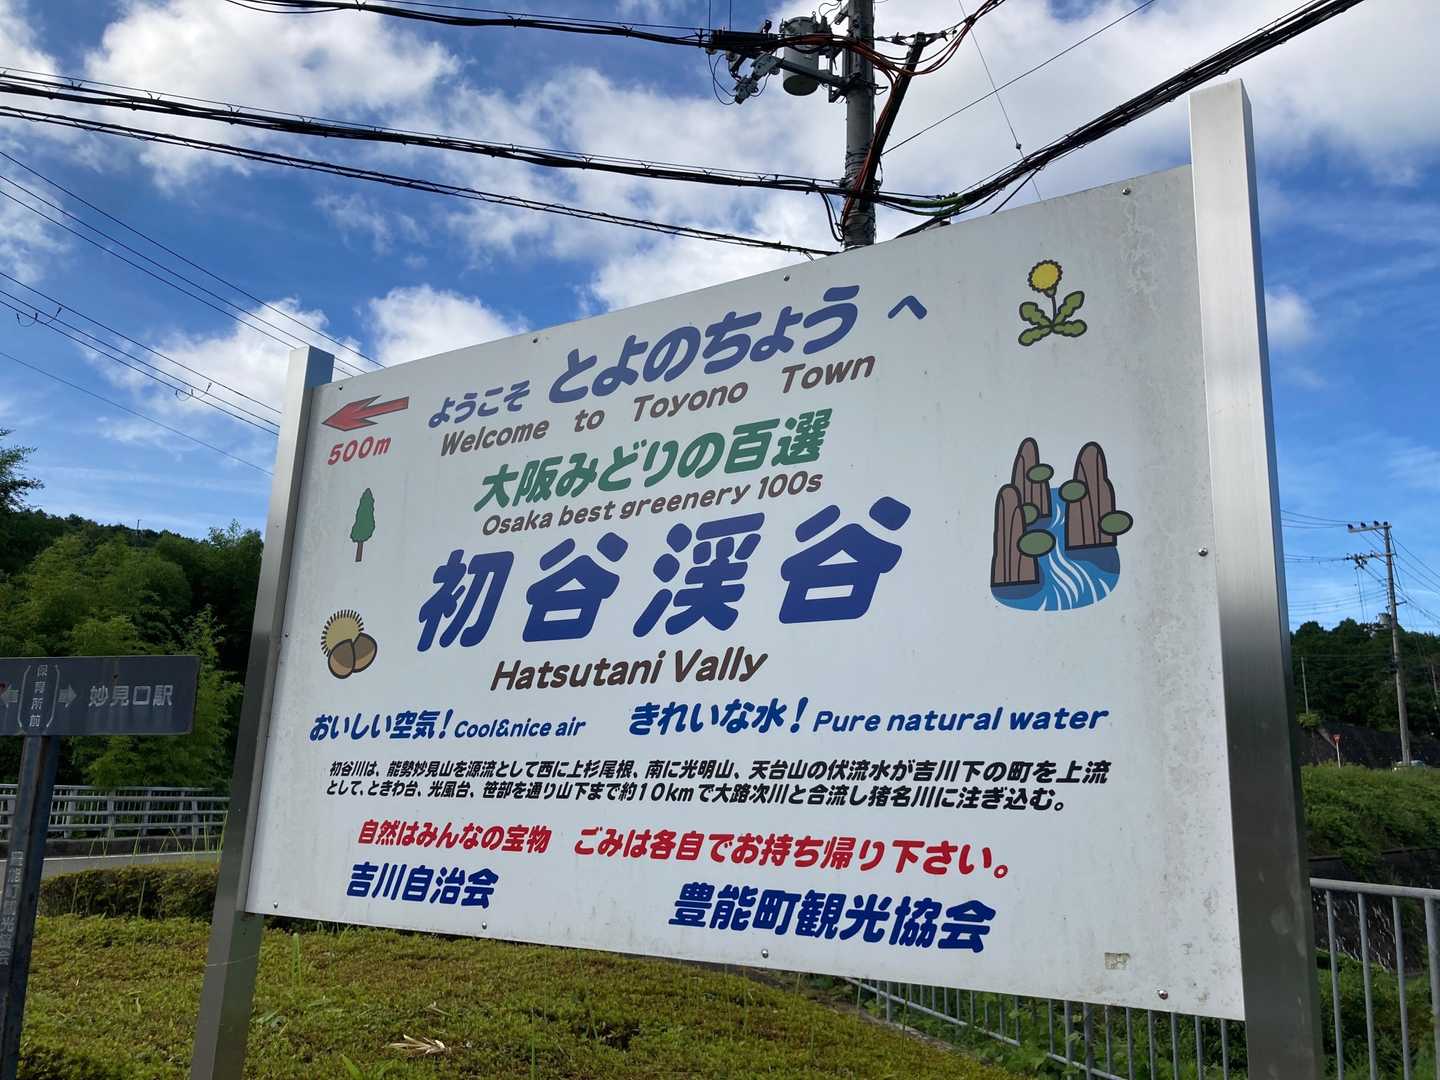 ようこそ とよのちょうへ
Welcome to Toyono Town
500m
大阪みどりの百選
Osaka best greenery 100s
初谷渓谷
Hatsutani Vally
おいしい空気! Cool&nice air きれいな水! Pure natural water
初谷川は、能勢妙見山を源流として西に上杉尾根、南に光明山、天台山の伏流水が吉川下の町を上流
として、ときわ台、光風台、笹部を通り山下まで約10kmで大路次川と合流し猪名川に注ぎ込む。
自然はみんなの宝物 ごみは各自でお持ち帰り下さい。
吉川自治会 豊能町観光協会
保育所前
妙見口駅